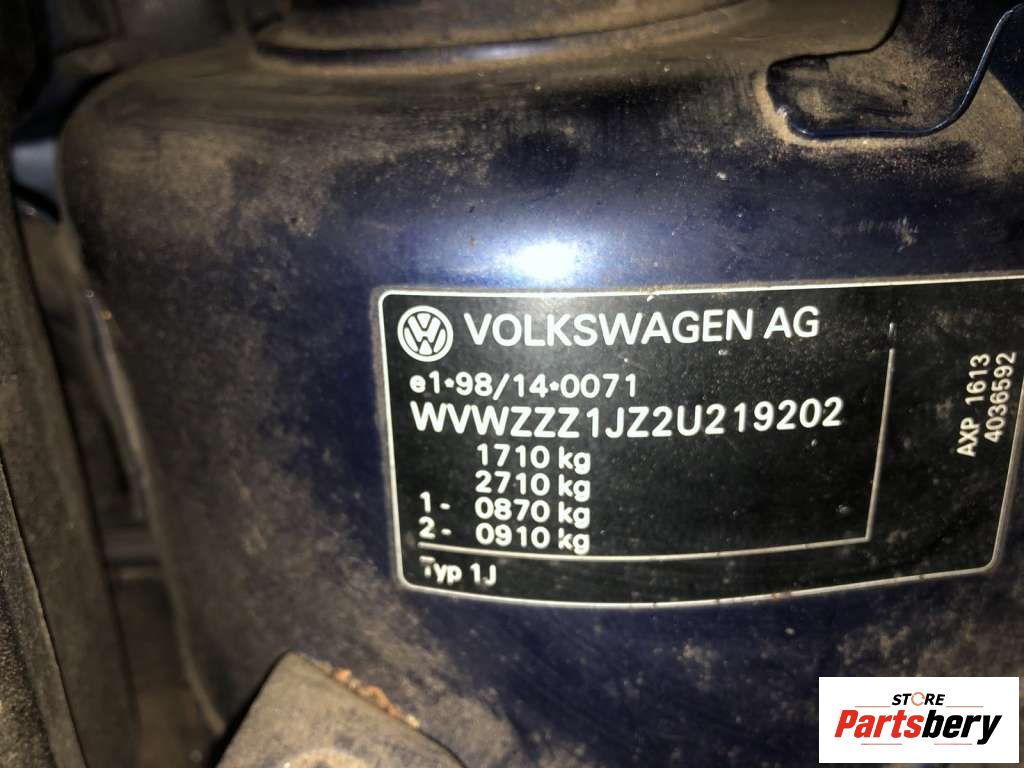 VOLKSWAGEN AG
e1*98/14*0071
WVWZZZ1JZ2U219202
1710 kg
2710 kg
1- 0870 kg
2- 0910 kg
Typ 1J
AXP 1613
4036592
STORE
Partsbery